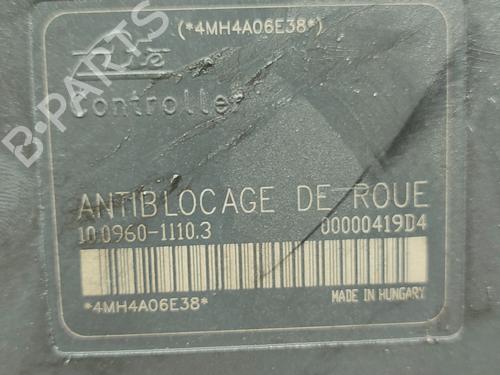 (*4MH4A06E38*)
Controller
B-PARTS
ANTIBLOCAGE DE ROUE
10.0960-1110.3 00000419D4
*4MH4A06E38* MADE IN HUNGARY